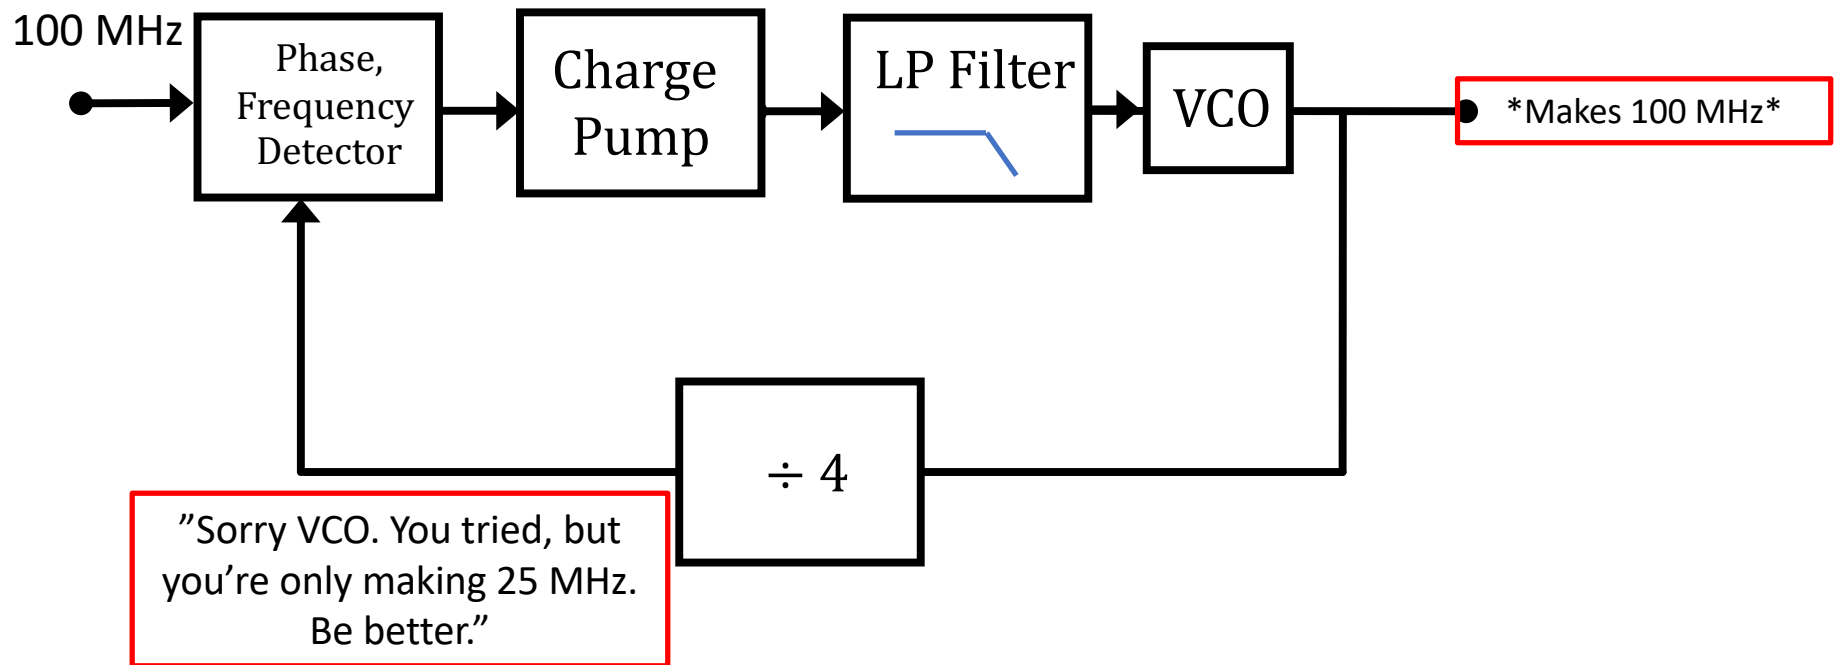 100 MHz
Phase,
Frequency
Detector
Charge
Pump
LP Filter
VCO
*Makes 100 MHz*
÷ 4
”Sorry VCO. You tried, but
you’re only making 25 MHz.
Be better.”